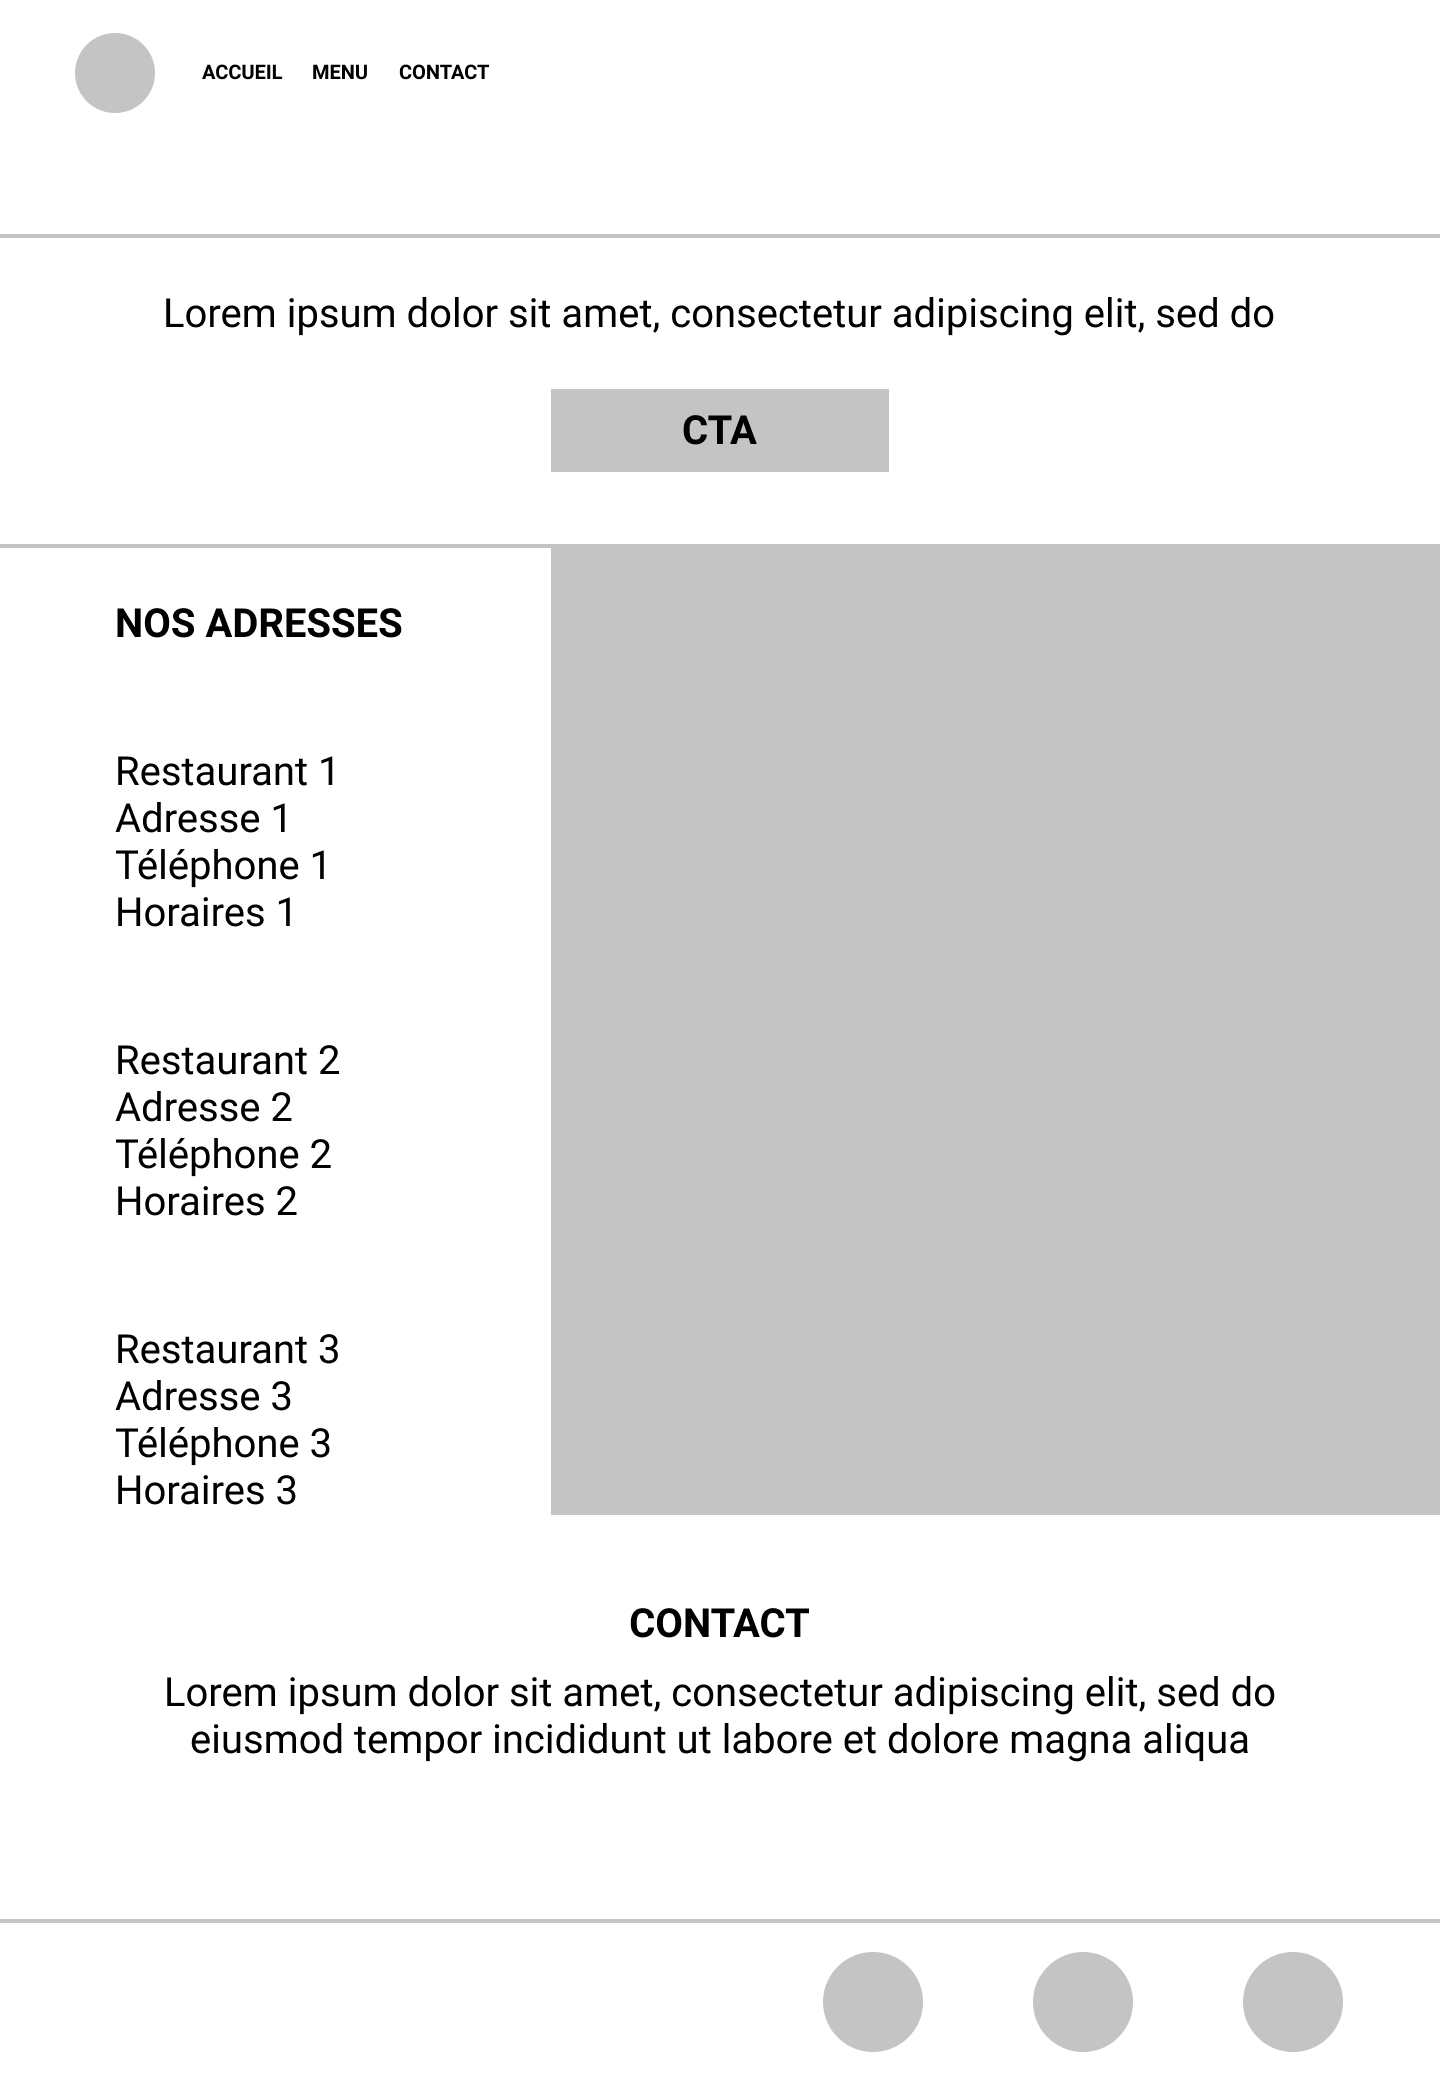 ACCUEIL MENU CONTACT
Lorem ipsum dolor sit amet, consectetur adipiscing elit, sed do
CTA
NOS ADRESSES
Restaurant 1
Adresse 1
Téléphone 1
Horaires 1
Restaurant 2
Adresse 2
Téléphone 2
Horaires 2
Restaurant 3
Adresse 3
Téléphone 3
Horaires 3
CONTACT
Lorem ipsum dolor sit amet, consectetur adipiscing elit, sed do
eiusmod tempor incididunt ut labore et dolore magna aliqua